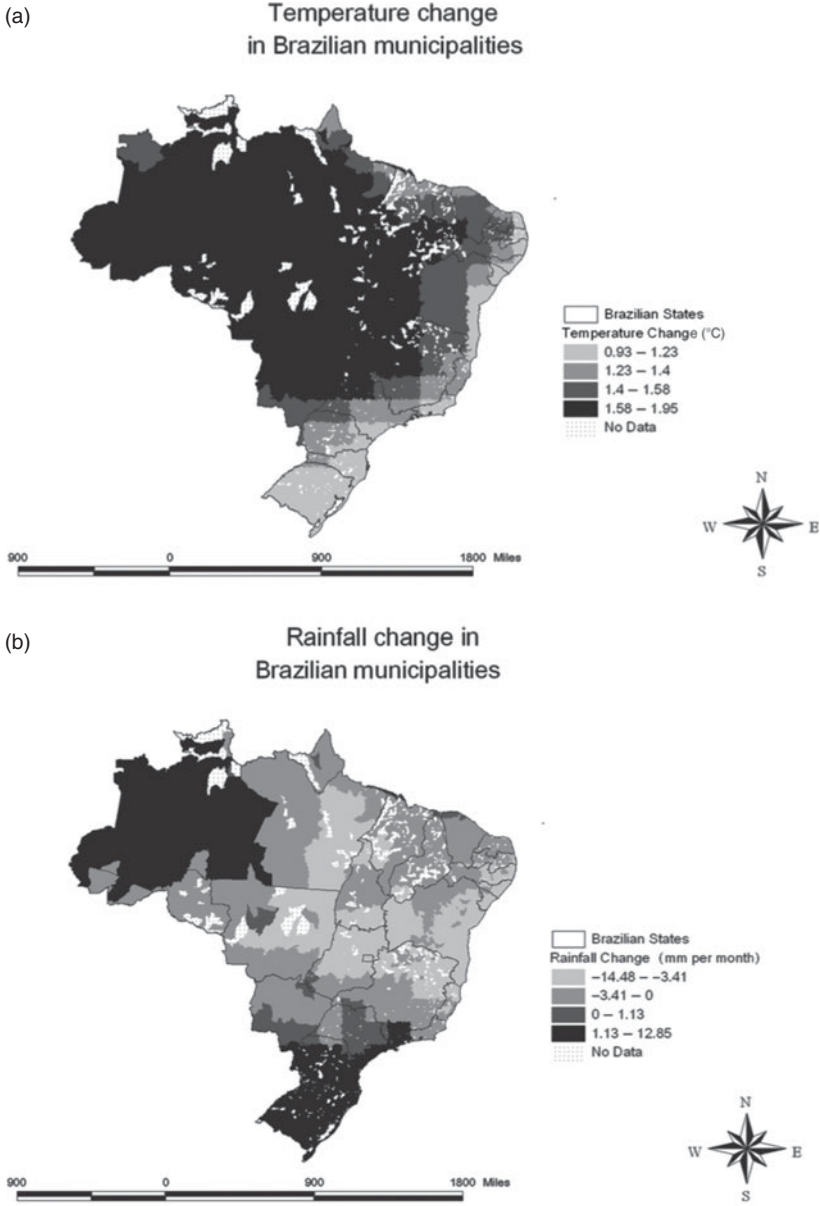 (a)
Temperature change
in Brazilian municipalities
Brazilian States
Temperature Change (°C)
0.93 – 1.23
1.23 – 1.4
1.4 – 1.58
1.58 – 1.95
No Data
N
W E
S
900 0 900 1800 Miles
(b)
Rainfall change in
Brazilian municipalities
Brazilian States
Rainfall Change (mm per month)
–14.48 – –3.41
–3.41 – 0
0 – 1.13
1.13 – 12.85
No Data
N
W E
S
900 0 900 1800 Miles